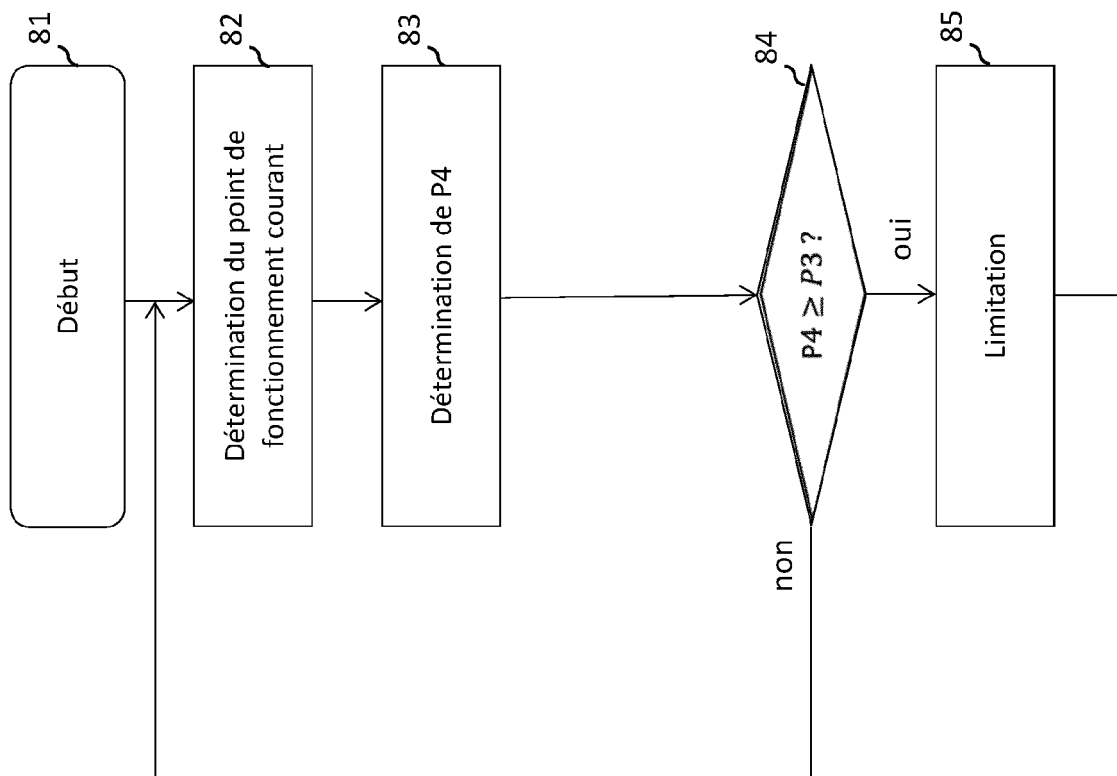 Début
81
Détermination du point de
fonctionnement courant
82
Détermination de P4
83
P4 ≥ P3 ?
84
non
oui
Limitation
85